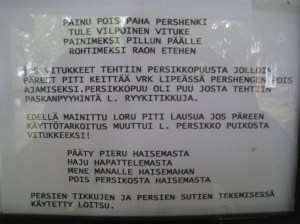 PAINU POIS PAHA PERSHENKI
TULE VILPOINEN VITUKE
PAINIMEKSI PILLUN PÄÄLLE
ROHTIMEKSI RAON ETEHEN
VITUKKEET TEHTIIN PERSIKKOPUUSTA JOLLOIN
PÄREET PITI KEITTÄÄ VRK LIPEÄSSÄ PERSHENGEN POIS
AJAMISEKSI.PERSIKKOPUU OLI PUU JOSTA TEHTIIN
PASKANPYYHINTÄ L. RYYKITIKKUJA.
EDELLÄ MAINITTU LORU PITI LAUSUA JOS PÄREEN
KÄYTTÖTARKOITUS MUUTTUI L. PERSIKKO PUIKOSTA
VITUKKEEKSI!
PÄÄTY PIERU HAISEMASTA
HAJU HAPATTELEMASTA
MENE MANALLE HAISEMAHAN
POIS PERSIKOSTA HAISEMASTA
PERSIEN TIKKUJEN JA PERSIEN SUTIEN TEKEMISESSÄ
KÄYTETTY LOITSU.